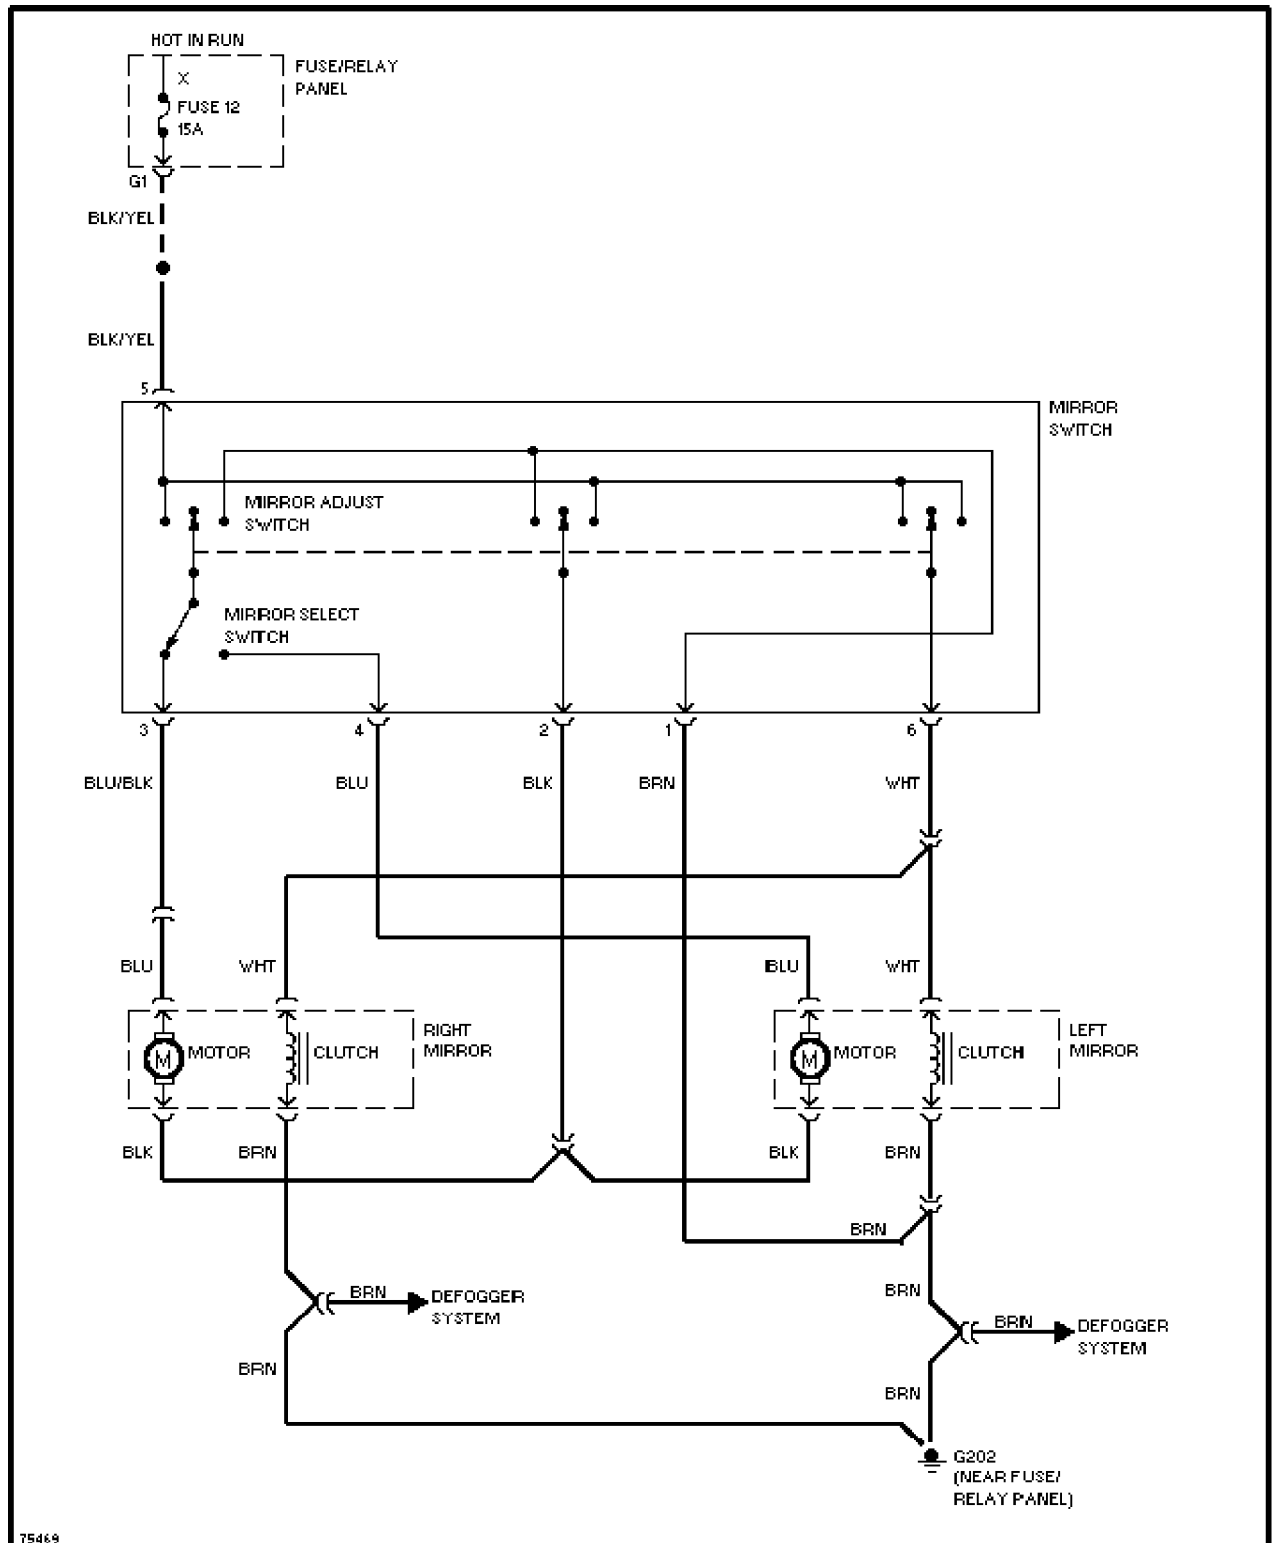 HOT IN RUN
FUSE/RELAY
PANEL
X
FUSE 12
15A
G1
BLK/YEL
BLK/YEL
5
MIRROR
SWITCH
MIRROR ADJUST
SWITCH
MIRROR SELECT
SWITCH
3
4
2
1
6
BLU/BLK
BLU
BLK
BRN
WHT
BLU
WHT
BLU
WHT
RIGHT
MIRROR
LEFT
MIRROR
M
MOTOR
CLUTCH
M
MOTOR
CLUTCH
BLK
BRN
BLK
BRN
BRN
BRN
DEFOGGER
SYSTEM
BRN
BRN
DEFOGGER
SYSTEM
BRN
BRN
G202
(NEAR FUSE/
RELAY PANEL)
75469